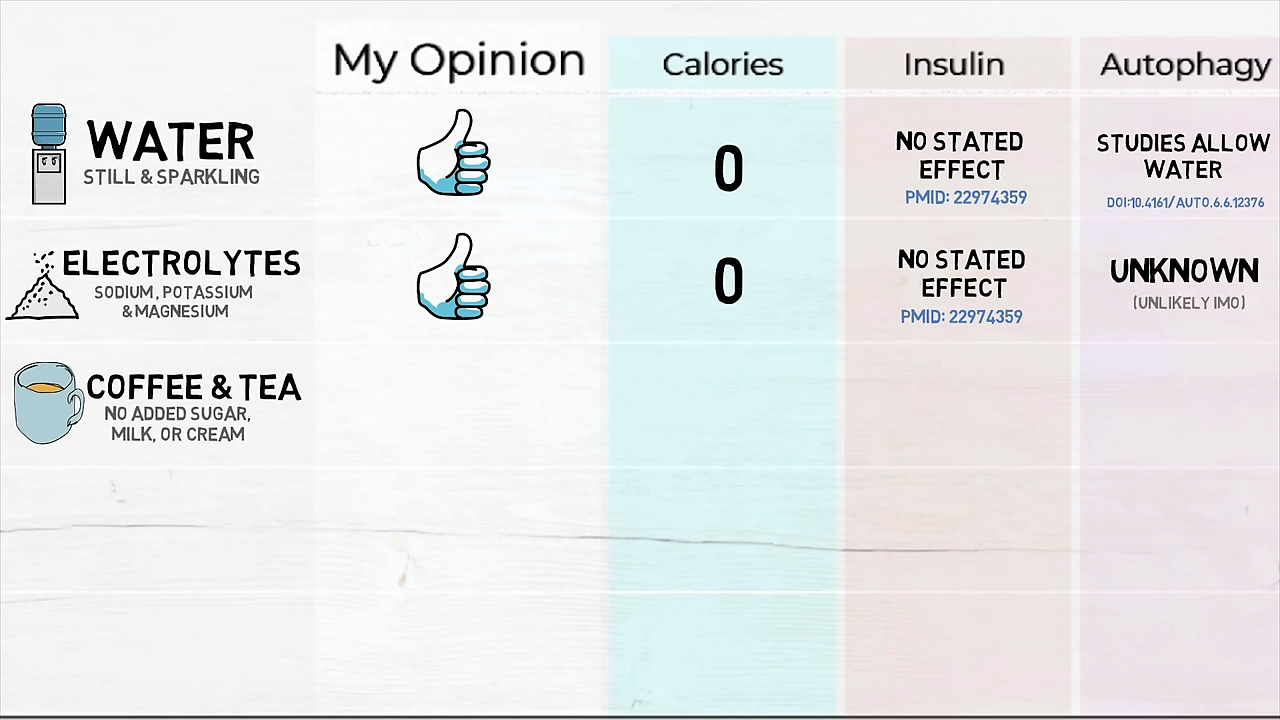 My Opinion
Calories
Insulin
Autophagy
WATER
STILL & SPARKLING
0
NO STATED
EFFECT
PMID: 22974359
STUDIES ALLOW
WATER
DOI:10.4161/AUTO.6.6.12376
ELECTROLYTES
SODIUM, POTASSIUM
& MAGNESIUM
0
NO STATED
EFFECT
PMID: 22974359
UNKNOWN
(UNLIKELY IMO)
COFFEE & TEA
NO ADDED SUGAR,
MILK, OR CREAM